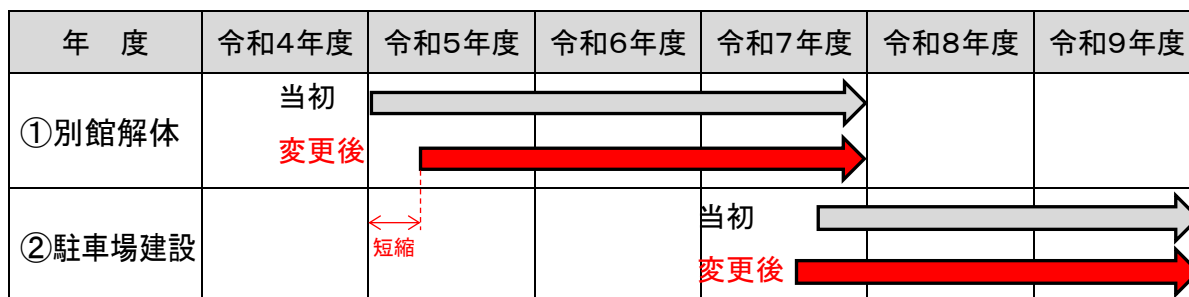 年　度 令和4年度 令和5年度 令和6年度 令和7年度 令和8年度 令和9年度
当初
①別館解体
変更後
当初
②駐車場建設 短縮
変更後